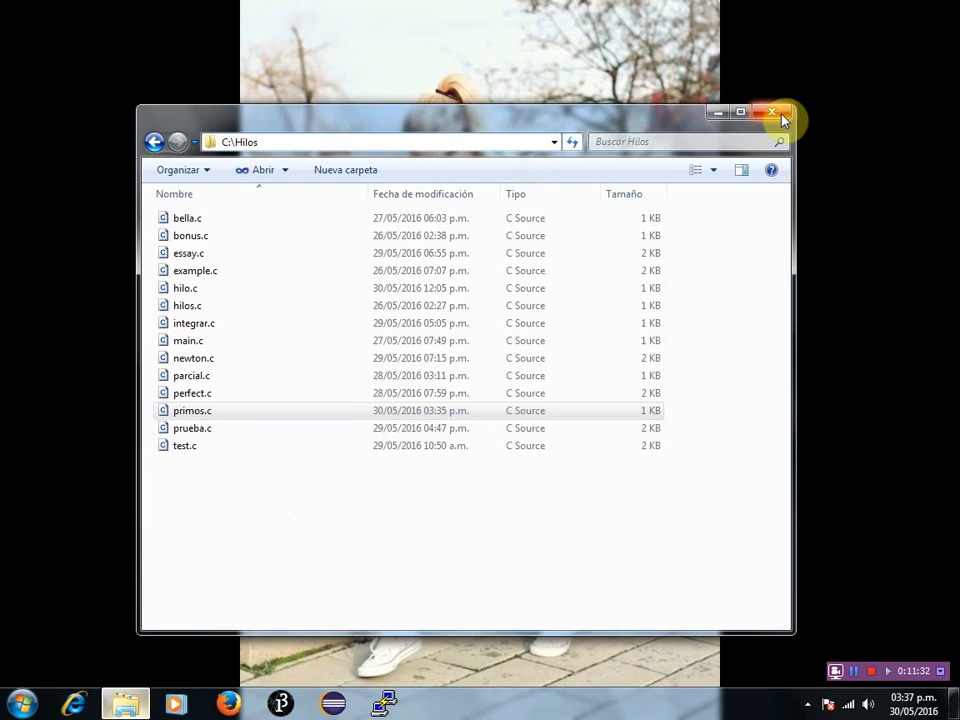 C:\Hilos
Buscar Hilos
Organizar Abrir Nueva carpeta
Nombre Fecha de modificación Tipo Tamaño
bella.c 27/05/2016 06:03 p.m. C Source 1 KB
bonus.c 26/05/2016 02:38 p.m. C Source 1 KB
essay.c 29/05/2016 06:55 p.m. C Source 2 KB
example.c 26/05/2016 07:07 p.m. C Source 2 KB
hilo.c 30/05/2016 12:05 p.m. C Source 1 KB
hilos.c 26/05/2016 02:27 p.m. C Source 1 KB
integrar.c 29/05/2016 05:05 p.m. C Source 1 KB
main.c 27/05/2016 07:49 p.m. C Source 1 KB
newton.c 29/05/2016 07:15 p.m. C Source 2 KB
parcial.c 28/05/2016 03:11 p.m. C Source 1 KB
perfect.c 28/05/2016 07:59 p.m. C Source 2 KB
primos.c 30/05/2016 03:35 p.m. C Source 1 KB
prueba.c 29/05/2016 04:47 p.m. C Source 2 KB
test.c 29/05/2016 10:50 a.m. C Source 2 KB
0:11:32
03:37 p.m.
30/05/2016